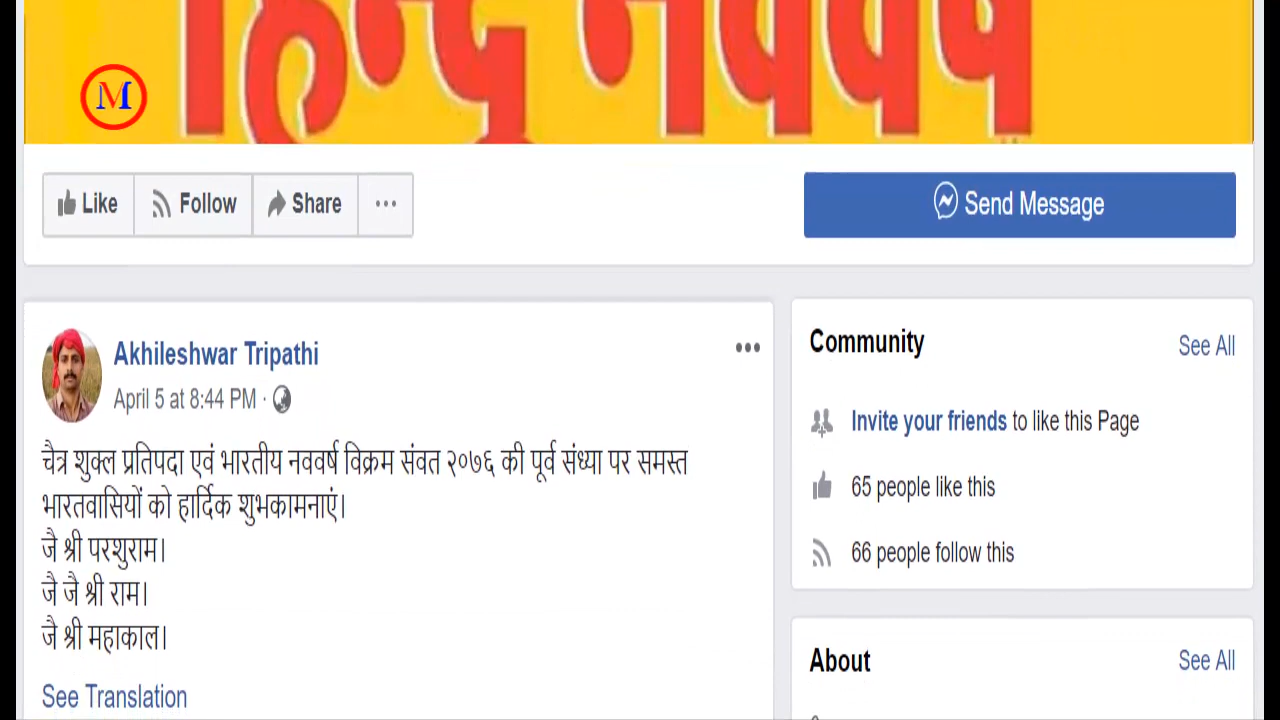 हिन्दू नववर्ष
M
Like Follow Share ...
Send Message
Akhileshwar Tripathi
April 5 at 8:44 PM ·
चैत्र शुक्ल प्रतिपदा एवं भारतीय नववर्ष विक्रम संवत २०७६ की पूर्व संध्या पर समस्त
भारतवासियों को हार्दिक शुभकामनाएं।
जै श्री परशुराम।
जै जै श्री राम।
जै श्री महाकाल।
See Translation
Community See All
Invite your friends to like this Page
65 people like this
66 people follow this
About See All